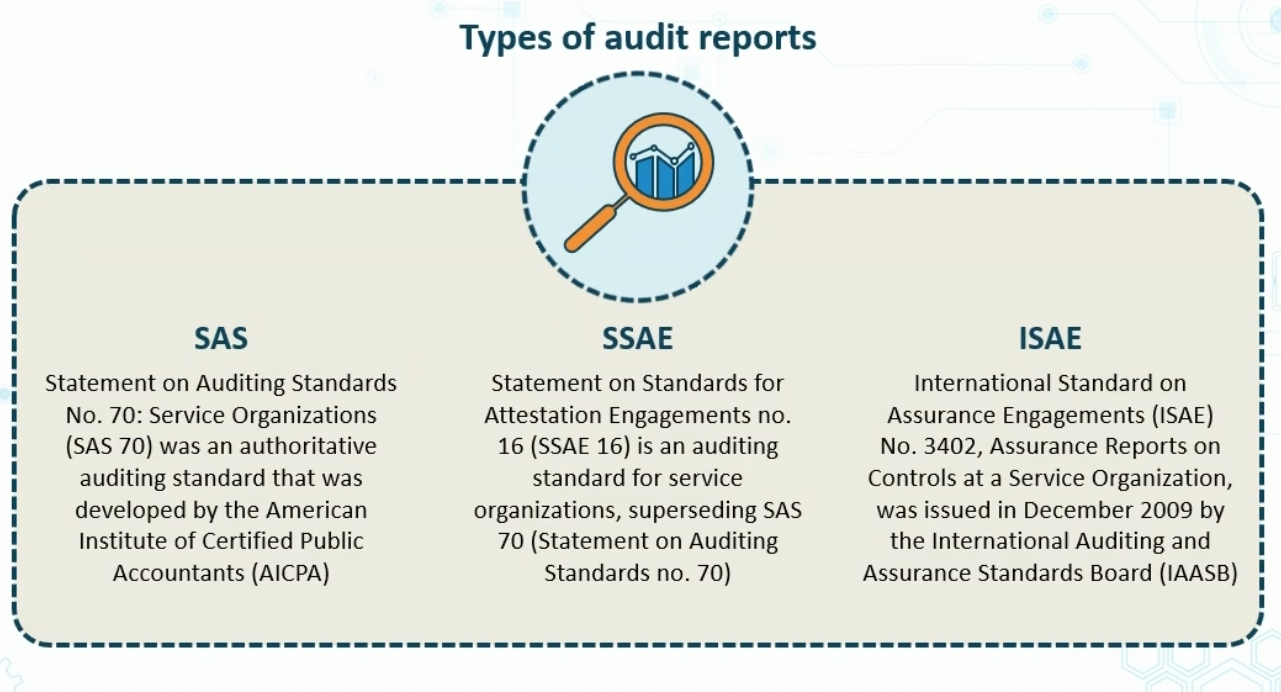 Types of audit reports
SAS
Statement on Auditing Standards
No. 70: Service Organizations
(SAS 70) was an authoritative
auditing standard that was
developed by the American
Institute of Certified Public
Accountants (AICPA)
SSAE
Statement on Standards for
Attestation Engagements no.
16 (SSAE 16) is an auditing
standard for service
organizations, superseding SAS
70 (Statement on Auditing
Standards no. 70)
ISAE
International Standard on
Assurance Engagements (ISAE)
No. 3402, Assurance Reports on
Controls at a Service Organization,
was issued in December 2009 by
the International Auditing and
Assurance Standards Board (IAASB)